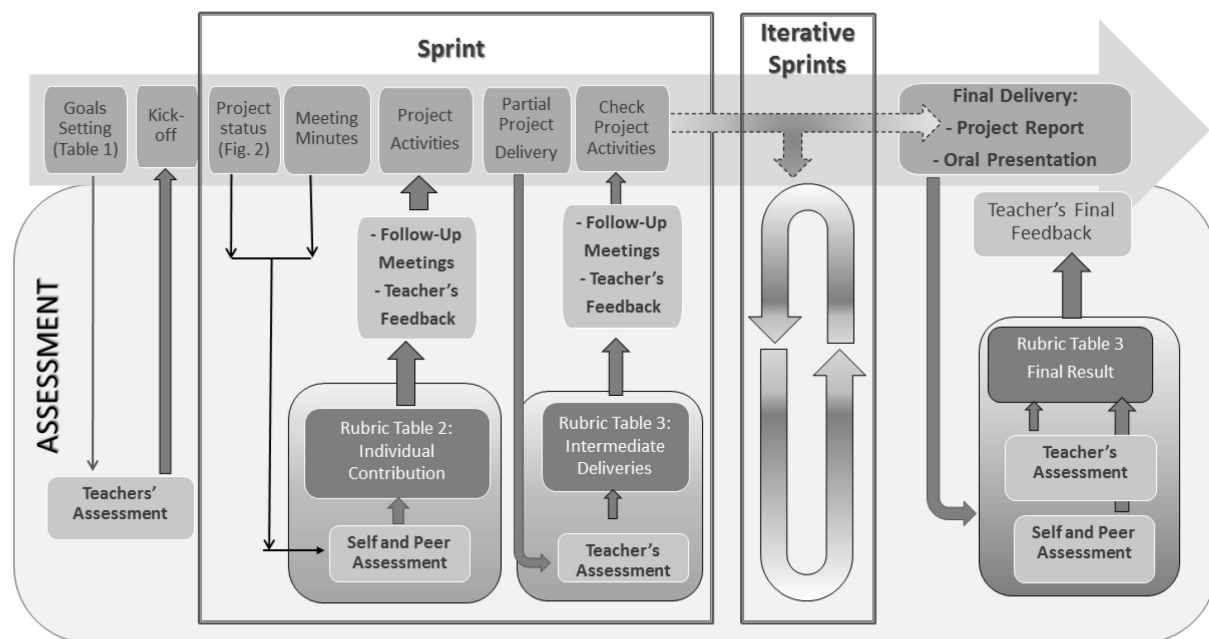 Sprint
Iterative
Sprints
Goals
Setting
(Table 1)
Kick-
off
Project
status
(Fig. 2)
Meeting
Minutes
Project
Activities
Partial
Project
Delivery
Check
Project
Activities
Final Delivery:
- Project Report
- Oral Presentation
ASSESSMENT
Teachers'
Assessment
- Follow-Up
Meetings
- Teacher's
Feedback
Rubric Table 2:
Individual
Contribution
Self and Peer
Assessment
- Follow-Up
Meetings
- Teacher's
Feedback
Rubric Table 3:
Intermediate
Deliveries
Teacher's
Assessment
Teacher's Final
Feedback
Rubric Table 3
Final Result
Teacher's
Assessment
Self and Peer
Assessment